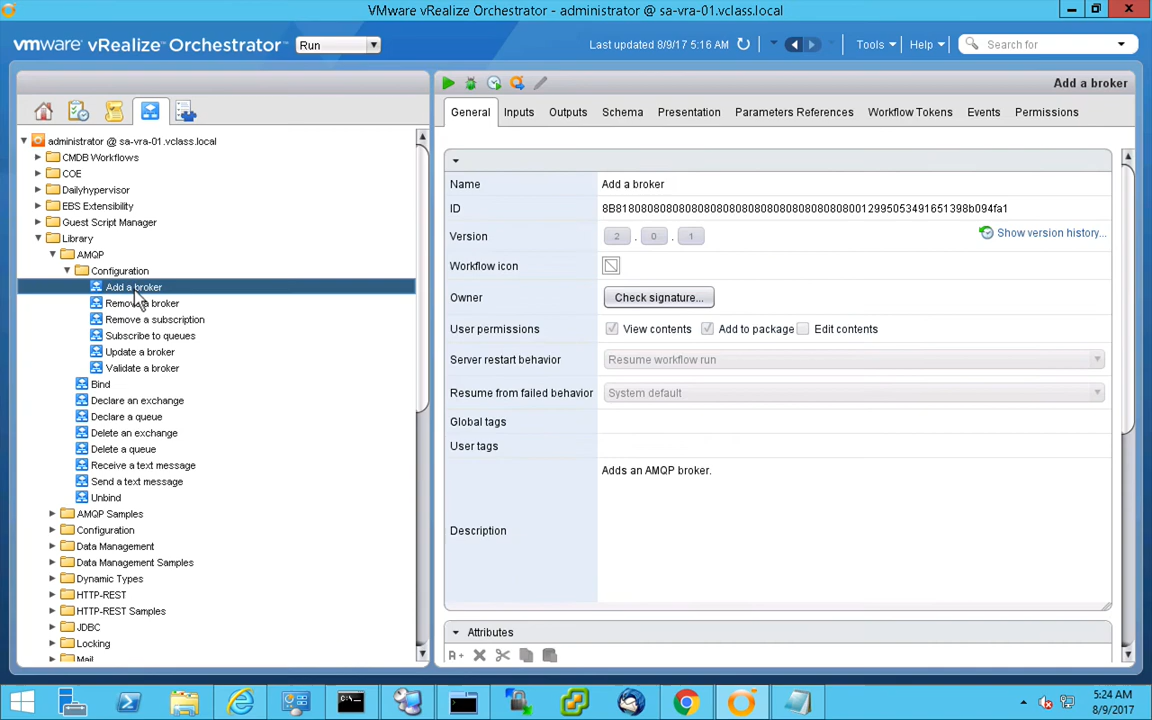 VMware vRealize Orchestrator - administrator @ sa-vra-01.vclass.local
vmware vRealize Orchestrator
Run
Last updated 8/9/17 5:16 AM
Tools
Help
Search for
Add a broker
General
Inputs
Outputs
Schema
Presentation
Parameters References
Workflow Tokens
Events
Permissions
administrator @ sa-vra-01.vclass.local
CMDB Workflows
COE
Dailyhypervisor
EBS Extensibility
Guest Script Manager
Library
AMQP
Configuration
Add a broker
Remove a broker
Remove a subscription
Subscribe to queues
Update a broker
Validate a broker
Bind
Declare an exchange
Declare a queue
Delete an exchange
Delete a queue
Receive a text message
Send a text message
Unbind
AMQP Samples
Configuration
Data Management
Data Management Samples
Dynamic Types
HTTP-REST
HTTP-REST Samples
JDBC
Locking
Mail
Name Add a broker
Version 2 . 0 . 1 Show version history...
Workflow icon
Owner Check signature...
User permissions View contents Add to package Edit contents
Server restart behavior Resume workflow run
Resume from failed behavior System default
Global tags
User tags
Adds an AMQP broker.
Description
Attributes
5:24 AM
8/9/2017